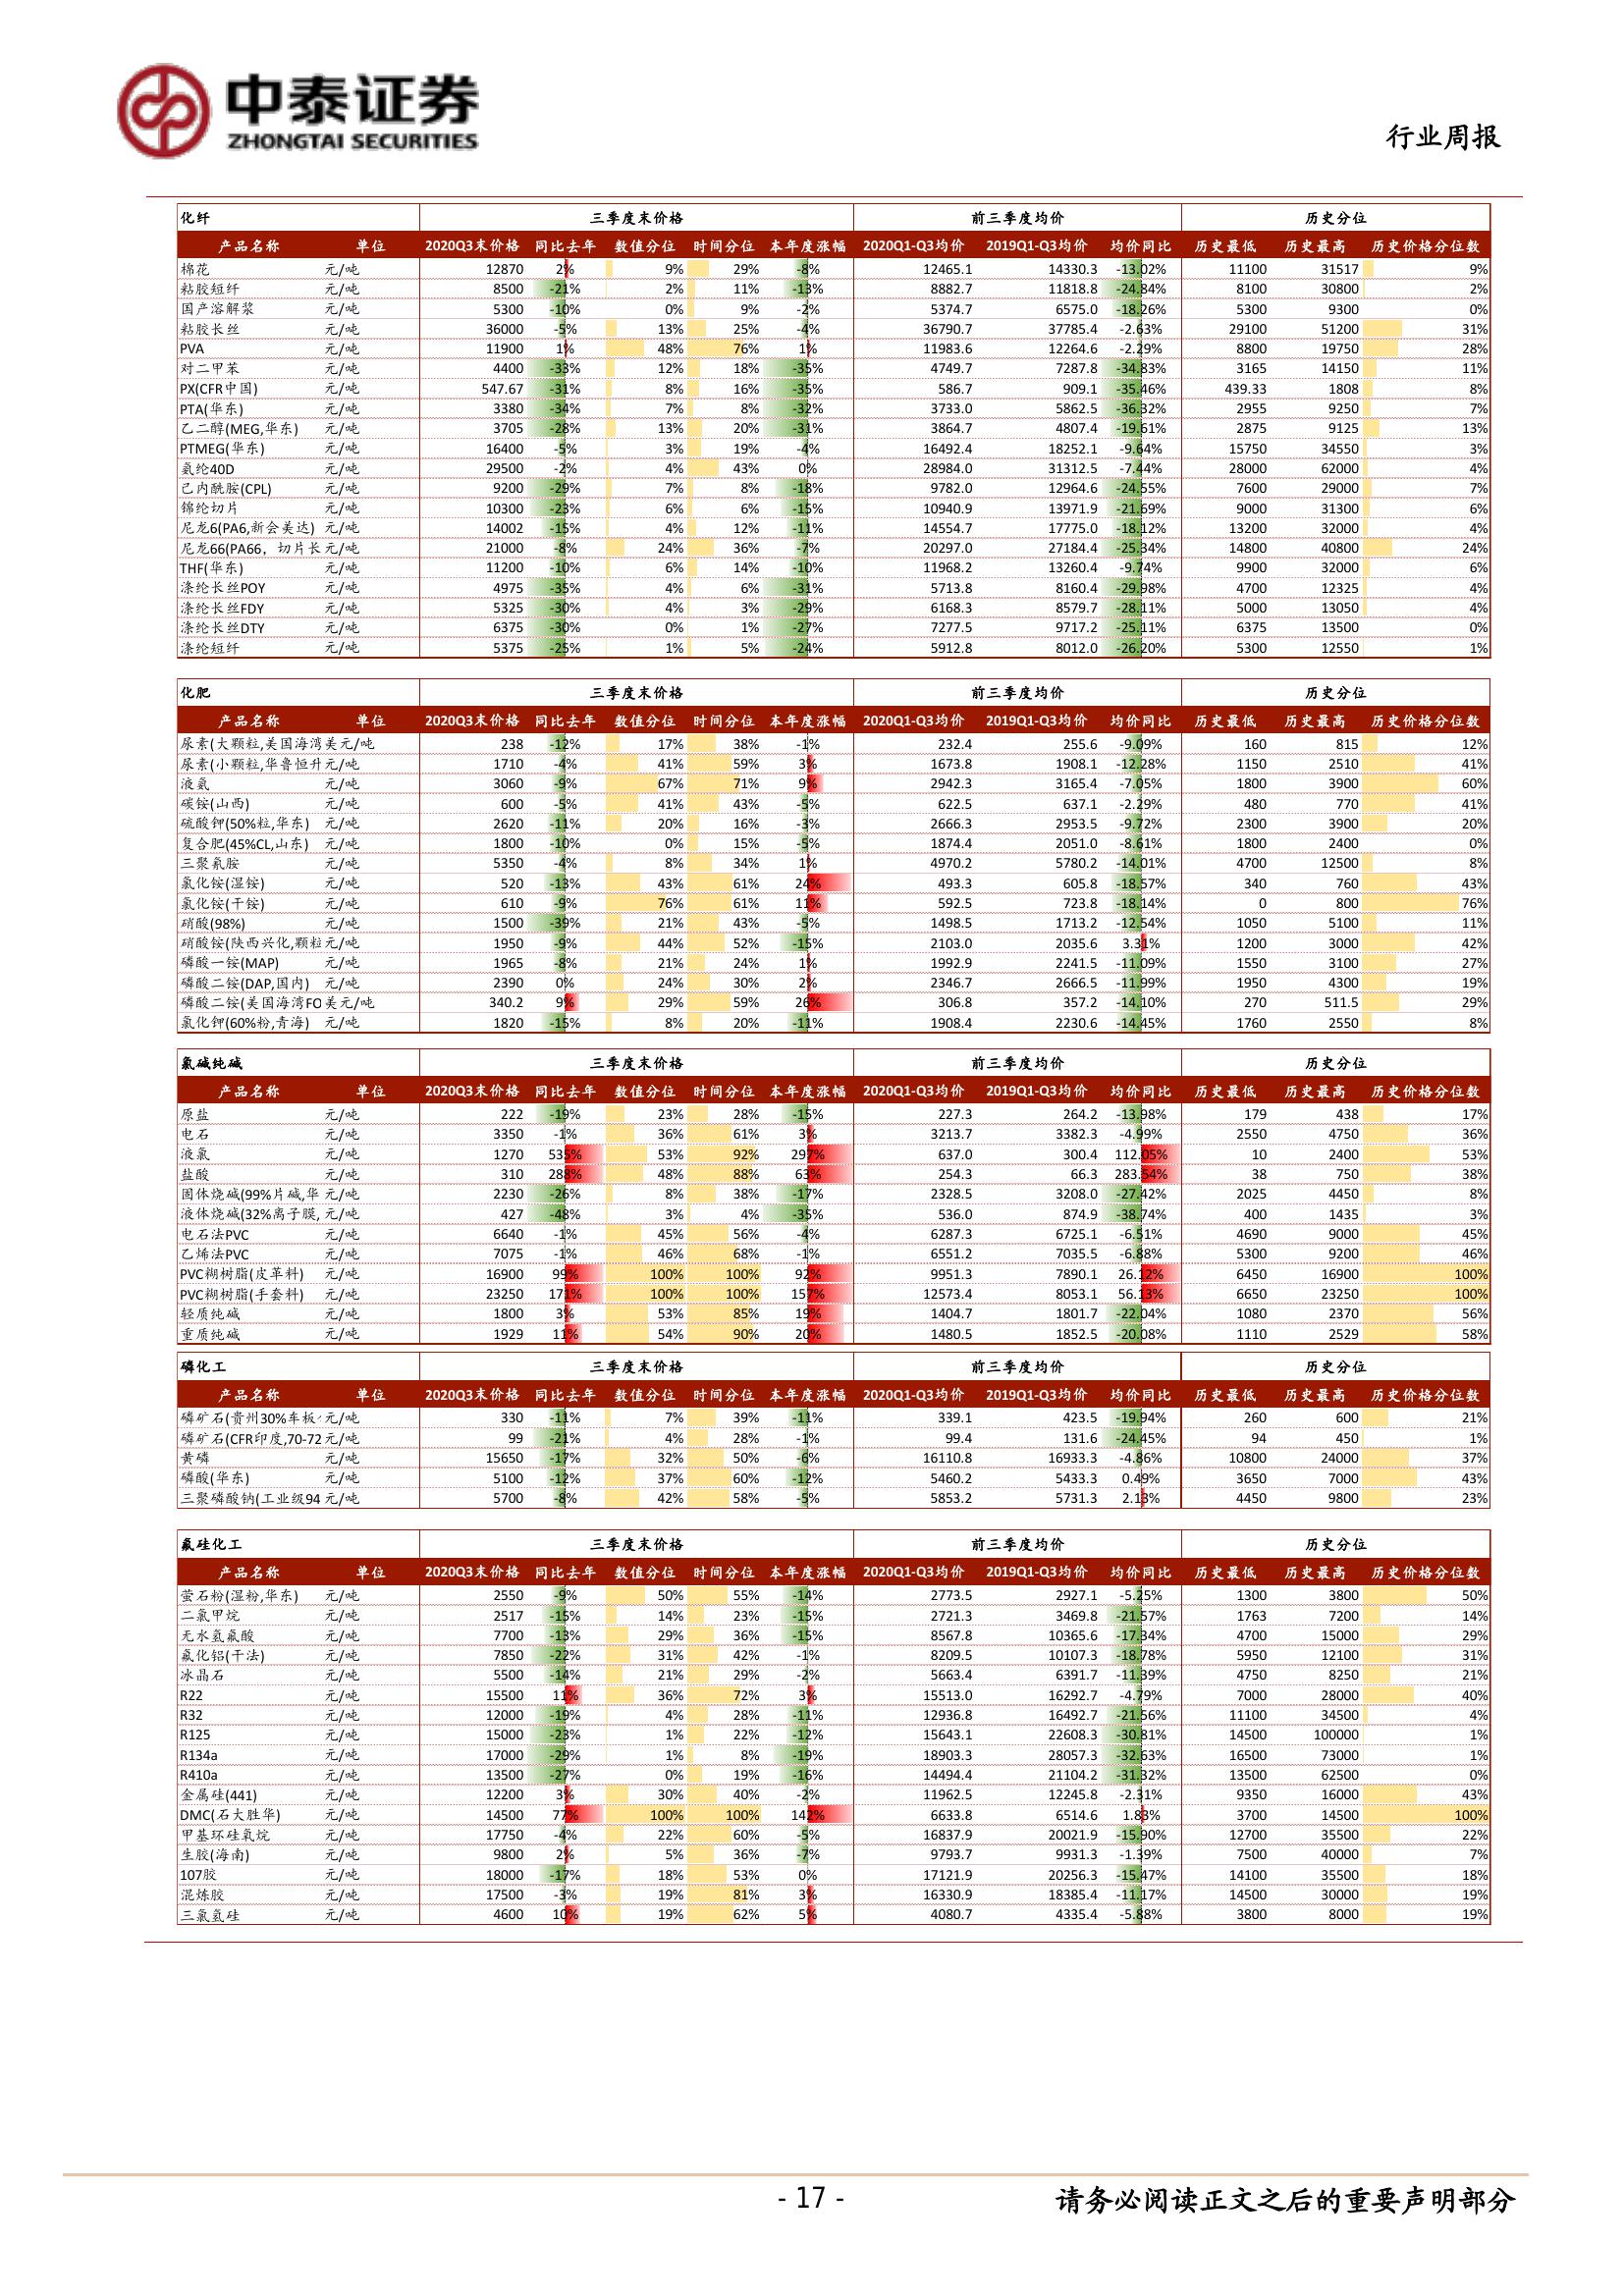 中泰证券
ZHONGTAI SECURITIES
行业周报
化纤 三季度末价格 前三季度均价 历史分位
产品名称 单位 2020Q3末价格 同比去年 数值分位 时间分位 本年度涨幅 2020Q1-Q3均价 2019Q1-Q3均价 均价同比 历史最低 历史最高 历史价格分位数
棉花 元/吨 12870 2% 9% 29% -8% 12465.1 14330.3 -13.02% 11100 31517 9%
粘胶短纤 元/吨 8500 -21% 2% 11% -13% 8882.7 11818.8 -24.84% 8100 30800 2%
国产溶解浆 元/吨 5300 -10% 0% 9% -2% 5374.7 6575.0 -18.26% 5300 9300 0%
粘胶长丝 元/吨 36000 -5% 13% 25% -4% 36790.7 37785.4 -2.63% 29100 51200 31%
PVA 元/吨 11900 1% 48% 76% 1% 11983.6 12264.6 -2.29% 8800 19750 28%
对二甲苯 元/吨 4400 -33% 12% 18% -35% 4749.7 7287.8 -34.83% 3165 14150 11%
PX(CFR中国) 元/吨 547.67 -31% 8% 16% -35% 586.7 909.1 -35.46% 439.33 1808 8%
PTA(华东) 元/吨 3380 -34% 7% 8% -32% 3733.0 5862.5 -36.32% 2955 9250 7%
乙二醇(MEG,华东) 元/吨 3705 -28% 13% 20% -31% 3864.7 4807.4 -19.61% 2875 9125 13%
PTMEG(华东) 元/吨 16400 -5% 3% 19% -4% 16492.4 18252.1 -9.64% 15750 34550 3%
氨纶40D 元/吨 29500 -2% 4% 43% 0% 28984.0 31312.5 -7.44% 28000 62000 4%
己内酰胺(CPL) 元/吨 9200 -29% 7% 8% -18% 9782.0 12964.6 -24.55% 7600 29000 7%
锦纶切片 元/吨 10300 -23% 6% 6% -15% 10940.9 13971.9 -21.69% 9000 31300 6%
尼龙6(PA6,新会美达) 元/吨 14002 -15% 4% 12% -11% 14554.7 17775.0 -18.12% 13200 32000 4%
尼龙66(PA66，切片长 元/吨 21000 -8% 24% 36% -7% 20297.0 27184.4 -25.34% 14800 40800 24%
THF(华东) 元/吨 11200 -10% 6% 14% -10% 11968.2 13260.4 -9.74% 9900 32000 6%
涤纶长丝POY 元/吨 4975 -35% 4% 6% -31% 5713.8 8160.4 -29.98% 4700 12325 4%
涤纶长丝FDY 元/吨 5325 -30% 4% 3% -29% 6168.3 8579.7 -28.11% 5000 13050 4%
涤纶长丝DTY 元/吨 6375 -30% 0% 1% -27% 7277.5 9717.2 -25.11% 6375 13500 0%
涤纶短纤 元/吨 5375 -25% 1% 5% -24% 5912.8 8012.0 -26.20% 5300 12550 1%
化肥 三季度末价格 前三季度均价 历史分位
产品名称 单位 2020Q3末价格 同比去年 数值分位 时间分位 本年度涨幅 2020Q1-Q3均价 2019Q1-Q3均价 均价同比 历史最低 历史最高 历史价格分位数
尿素(大颗粒,美国海湾 美元/吨 238 -12% 17% 38% -1% 232.4 255.6 -9.09% 160 815 12%
尿素(小颗粒,华鲁恒升 元/吨 1710 -4% 41% 59% 3% 1673.8 1908.1 -12.28% 1150 2510 41%
液氨 元/吨 3060 -9% 67% 71% 9% 2942.3 3165.4 -7.05% 1800 3900 60%
碳铵(山西) 元/吨 600 -5% 41% 43% -5% 622.5 637.1 -2.29% 480 770 41%
硫酸钾(50%粒,华东) 元/吨 2620 -11% 20% 16% -3% 2666.3 2953.5 -9.72% 2300 3900 20%
复合肥(45%CL,山东) 元/吨 1800 -10% 0% 15% -5% 1874.4 2051.0 -8.61% 1800 2400 0%
三聚氰胺 元/吨 5350 -4% 8% 34% 1% 4970.2 5780.2 -14.01% 4700 12500 8%
氯化铵(湿铵) 元/吨 520 -13% 43% 61% 24% 493.3 605.8 -18.57% 340 760 43%
氯化铵(干铵) 元/吨 610 -9% 76% 61% 11% 592.5 723.8 -18.14% 0 800 76%
硝酸(98%) 元/吨 1500 -39% 21% 43% -5% 1498.5 1713.2 -12.54% 1050 5100 11%
硝酸铵(陕西兴化,颗粒 元/吨 1950 -9% 44% 52% -15% 2103.0 2035.6 3.31% 1200 3000 42%
磷酸一铵(MAP) 元/吨 1965 -8% 21% 24% 1% 1992.9 2241.5 -11.09% 1550 3100 27%
磷酸二铵(DAP,国内) 元/吨 2390 0% 24% 30% 2% 2346.7 2666.5 -11.99% 1950 4300 19%
磷酸二铵(美国海湾FO 美元/吨 340.2 9% 29% 59% 26% 306.8 357.2 -14.10% 270 511.5 29%
氯化钾(60%粉,青海) 元/吨 1820 -15% 8% 20% -11% 1908.4 2230.6 -14.45% 1760 2550 8%
氯碱纯碱 三季度末价格 前三季度均价 历史分位
产品名称 单位 2020Q3末价格 同比去年 数值分位 时间分位 本年度涨幅 2020Q1-Q3均价 2019Q1-Q3均价 均价同比 历史最低 历史最高 历史价格分位数
原盐 元/吨 222 -19% 23% 28% -15% 227.3 264.2 -13.98% 179 438 17%
电石 元/吨 3350 -1% 36% 61% 3% 3213.7 3382.3 -4.99% 2550 4750 36%
液氯 元/吨 1270 535% 53% 92% 297% 637.0 300.4 112.05% 10 2400 53%
盐酸 元/吨 310 288% 48% 88% 63% 254.3 66.3 283.54% 38 750 38%
固体烧碱(99%片碱,华 元/吨 2230 -26% 8% 38% -17% 2328.5 3208.0 -27.42% 2025 4450 8%
液体烧碱(32%离子膜, 元/吨 427 -48% 3% 4% -35% 536.0 874.9 -38.74% 400 1435 3%
电石法PVC 元/吨 6640 -1% 45% 56% -4% 6287.3 6725.1 -6.51% 4690 9000 45%
乙烯法PVC 元/吨 7075 -1% 46% 68% -1% 6551.2 7035.5 -6.88% 5300 9200 46%
PVC糊树脂(皮革料) 元/吨 16900 99% 100% 100% 92% 9951.3 7890.1 26.12% 6450 16900 100%
PVC糊树脂(手套料) 元/吨 23250 171% 100% 100% 157% 12573.4 8053.1 56.13% 6650 23250 100%
轻质纯碱 元/吨 1800 3% 53% 85% 19% 1404.7 1801.7 -22.04% 1080 2370 56%
重质纯碱 元/吨 1929 11% 54% 90% 20% 1480.5 1852.5 -20.08% 1110 2529 58%
磷化工 三季度末价格 前三季度均价 历史分位
产品名称 单位 2020Q3末价格 同比去年 数值分位 时间分位 本年度涨幅 2020Q1-Q3均价 2019Q1-Q3均价 均价同比 历史最低 历史最高 历史价格分位数
磷矿石(贵州30%车板 元/吨 330 -11% 7% 39% -11% 339.1 423.5 -19.94% 260 600 21%
磷矿石(CFR印度,70-72 元/吨 99 -21% 4% 28% -1% 99.4 131.6 -24.45% 94 450 1%
黄磷 元/吨 15650 -17% 32% 50% -6% 16110.8 16933.3 -4.86% 10800 24000 37%
磷酸(华东) 元/吨 5100 -12% 37% 60% -12% 5460.2 5433.3 0.49% 3650 7000 43%
三聚磷酸钠(工业级94 元/吨 5700 -8% 42% 58% -5% 5853.2 5731.3 2.13% 4450 9800 23%
氟硅化工 三季度末价格 前三季度均价 历史分位
产品名称 单位 2020Q3末价格 同比去年 数值分位 时间分位 本年度涨幅 2020Q1-Q3均价 2019Q1-Q3均价 均价同比 历史最低 历史最高 历史价格分位数
萤石粉(湿粉,华东) 元/吨 2550 -9% 50% 55% -14% 2773.5 2927.1 -5.25% 1300 3800 50%
二氯甲烷 元/吨 2517 -15% 14% 23% -15% 2721.3 3469.8 -21.57% 1763 7200 14%
无水氢氟酸 元/吨 7700 -13% 29% 36% -15% 8567.8 10365.6 -17.34% 4700 15000 29%
氟化铝(干法) 元/吨 7850 -22% 31% 42% -1% 8209.5 10107.3 -18.78% 5950 12100 31%
冰晶石 元/吨 5500 -14% 21% 29% -2% 5663.4 6391.7 -11.39% 4750 8250 21%
R22 元/吨 15500 11% 36% 72% 3% 15513.0 16292.7 -4.79% 7000 28000 40%
R32 元/吨 12000 -19% 4% 28% -11% 12936.8 16492.7 -21.56% 11100 34500 4%
R125 元/吨 15000 -23% 1% 22% -12% 15643.1 22608.3 -30.81% 14500 100000 1%
R134a 元/吨 17000 -29% 1% 8% -19% 18903.3 28057.3 -32.63% 16500 73000 1%
R410a 元/吨 13500 -27% 0% 19% -16% 14494.4 21104.2 -31.32% 13500 62500 0%
金属硅(441) 元/吨 12200 3% 30% 40% -2% 11962.5 12245.8 -2.31% 9350 16000 43%
DMC(石大胜华) 元/吨 14500 77% 100% 100% 142% 6633.8 6514.6 1.83% 3700 14500 100%
甲基环硅氧烷 元/吨 17750 -4% 22% 60% -5% 16837.9 20021.9 -15.90% 12700 35500 22%
生胶(海南) 元/吨 9800 2% 5% 36% -7% 9793.7 9931.3 -1.39% 7500 40000 7%
107胶 元/吨 18000 -17% 18% 53% 0% 17121.9 20256.3 -15.47% 14100 35500 18%
混炼胶 元/吨 17500 -3% 19% 81% 3% 16330.9 18385.4 -11.17% 14500 30000 19%
三氯氢硅 元/吨 4600 10% 19% 62% 5% 4080.7 4335.4 -5.88% 3800 8000 19%
- 17 -
请务必阅读正文之后的重要声明部分